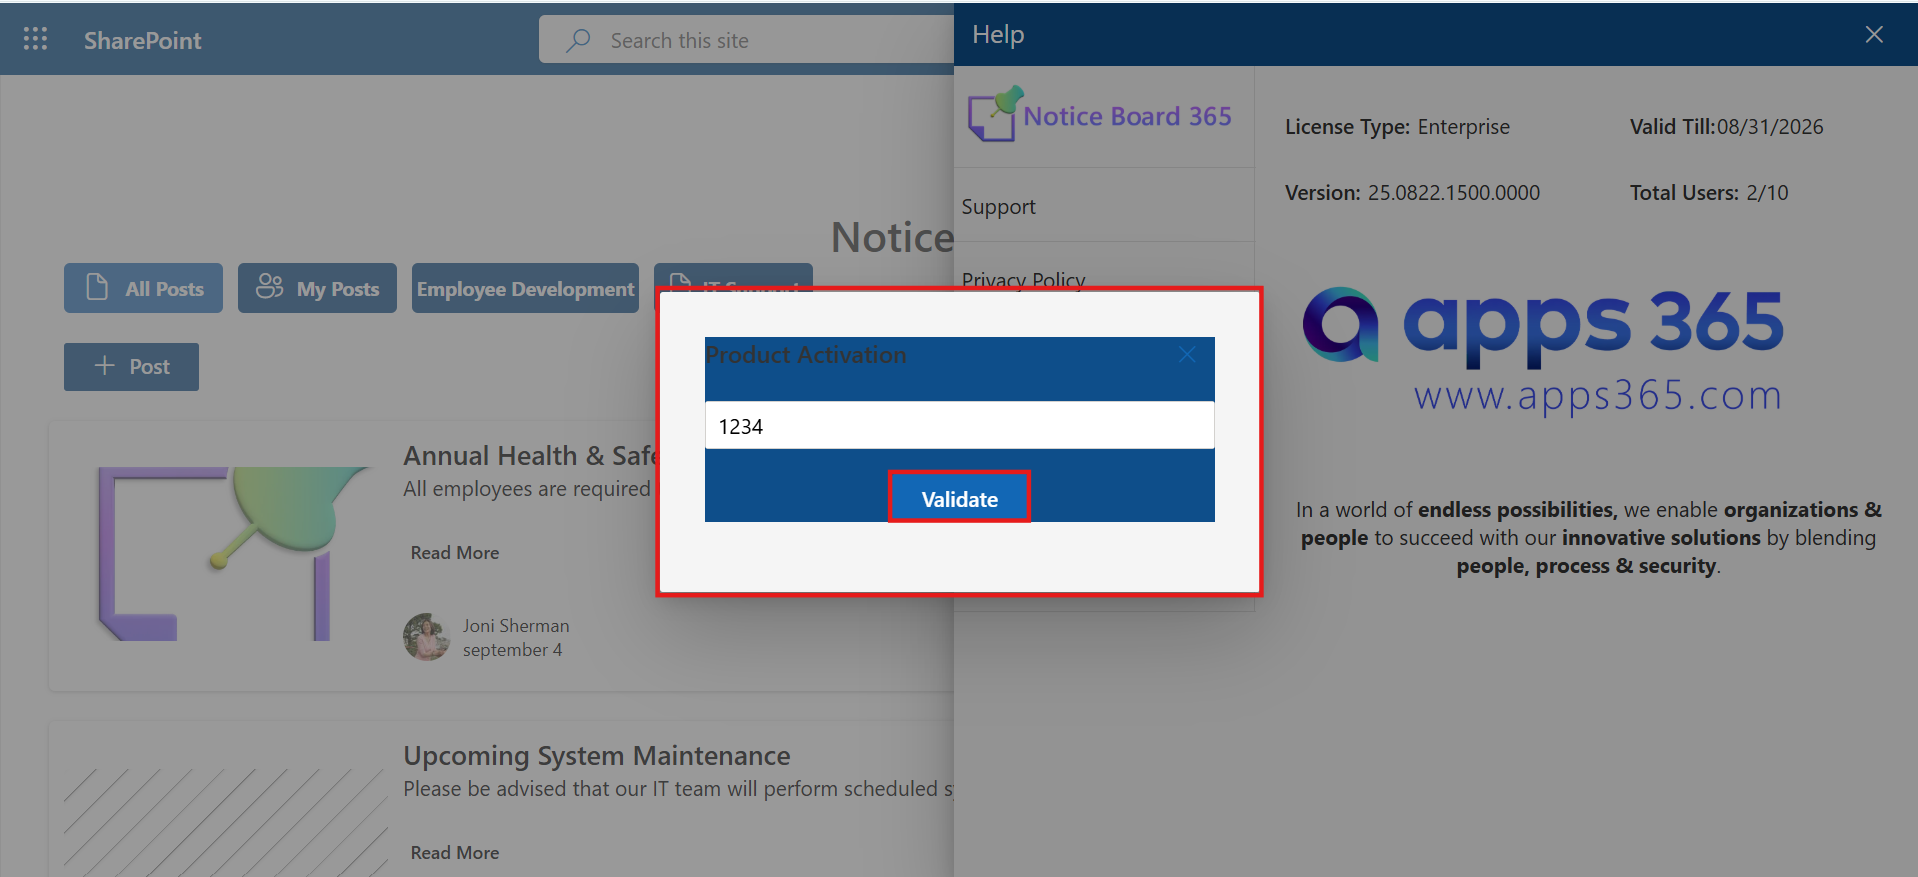 SharePoint
Search this site
Help
Notice Board 365
License Type: Enterprise
Valid Till:08/31/2026
Version: 25.0822.1500.0000
Total Users: 2/10
Support
Privacy Policy
Notice
All Posts
My Posts
Employee Development
IT Support
Post
Product Activation
1234
Validate
apps 365
www.apps365.com
In a world of endless possibilities, we enable organizations &
people to succeed with our innovative solutions by blending
people, process & security.
Annual Health & Safe
All employees are required
Read More
Joni Sherman
september 4
Upcoming System Maintenance
Please be advised that our IT team will perform scheduled
Read More